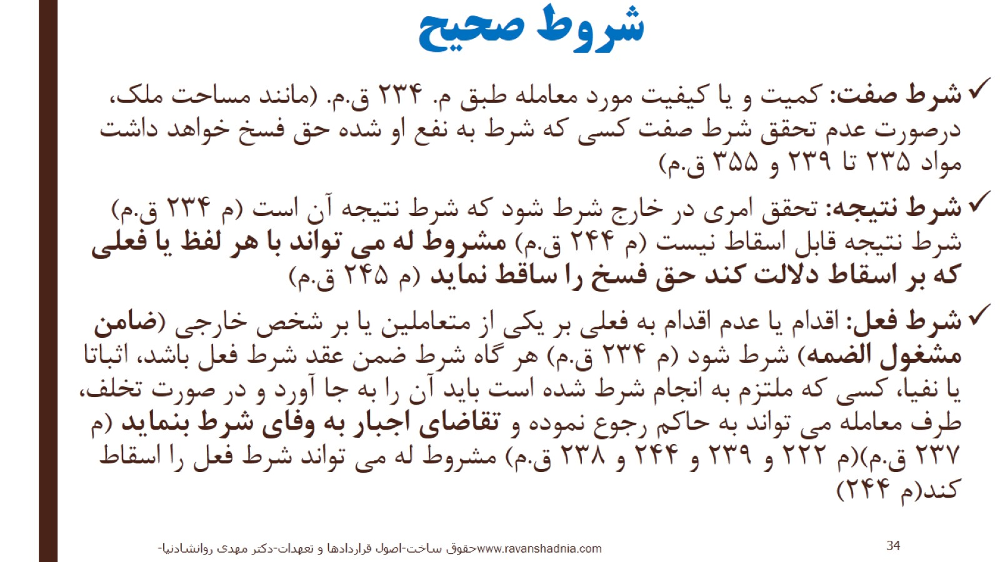 شروط صحیح
✓ شرط صفت: کمیت و یا کیفیت مورد معامله طبق م. ۲۳۴ ق.م. (مانند مساحت ملک،
درصورت عدم تحقق شرط صفت کسی که شرط به نفع او شده حق فسخ خواهد داشت
مواد ۲۳۵ تا ۲۳۹ و ۳۵۵ ق.م)
✓ شرط نتیجه: تحقق امری در خارج شرط شود که شرط نتیجه آن است (م ۲۳۴ ق.م)
شرط نتیجه قابل اسقاط نیست (م ۲۴۴ ق.م) مشروط له می تواند با هر لفظ یا فعلی
که بر اسقاط دلالت کند حق فسخ را ساقط نماید (م ۲۴۵ ق.م)
✓ شرط فعل: اقدام یا عدم اقدام به فعلی بر یکی از متعاملین یا بر شخص خارجی (ضامن
مشغول الضمه) شرط شود (م ۲۳۴ ق.م) هر گاه شرط ضمن عقد شرط فعل باشد، اثباتا
یا نفیا، کسی که ملتزم به انجام شرط شده است باید آن را به جا آورد و در صورت تخلف،
طرف معامله می تواند به حاکم رجوع نموده و تقاضای اجبار به وفای شرط بنماید (م
۲۳۷ ق.م)(م ۲۲۲ و ۲۳۹ و ۲۴۴ و ۲۳۸ ق.م) مشروط له می تواند شرط فعل را اسقاط
کند(م ۲۴۴)
حقوق ساخت-اصول قراردادها و تعهدات-دکتر مهدی روانشادنیا-www.ravanshadnia.com
34